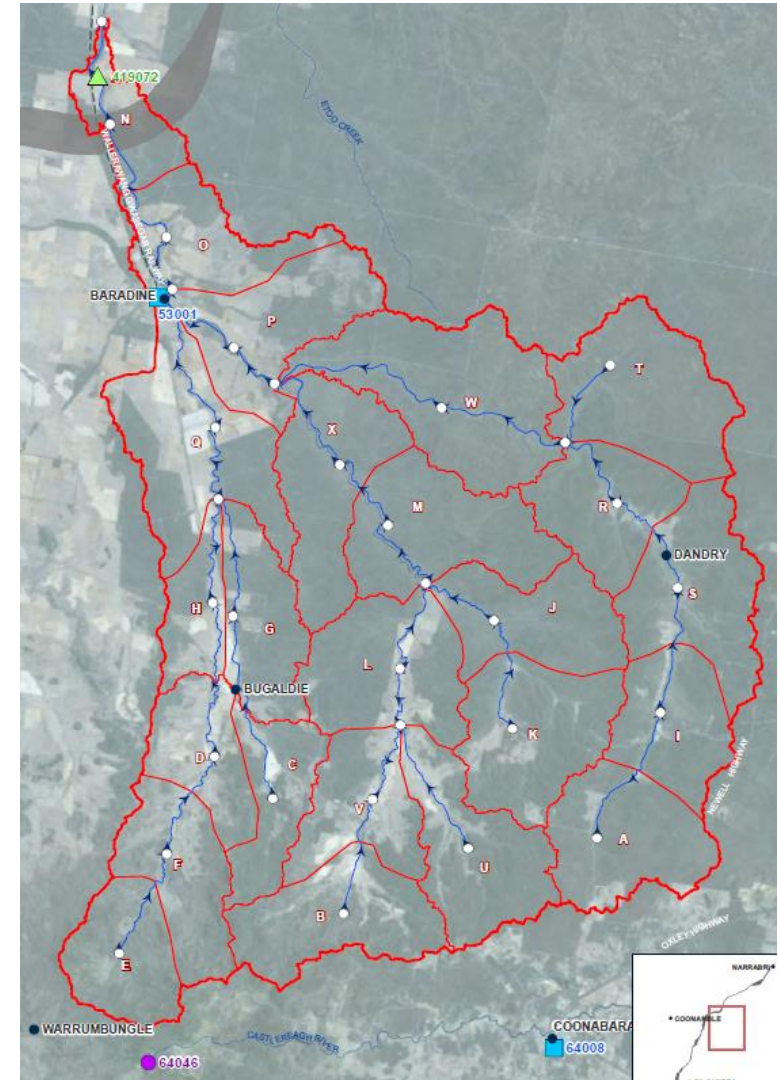 419072
N
ETOO CREEK
O
BARADINE
53001
P
T
W
Q
X
R
M
DANDRY
S
H
G
J
L
BUGALDIE
I
K
D
C
NEWELL HIGHWAY
V
A
F
U
B
E
OXLEY HIGHWAY
NARRABRI
WARRUMBUNGLE
CASTLEREAGH RIVER
COONABARA
COONAMBLE
64046
64008